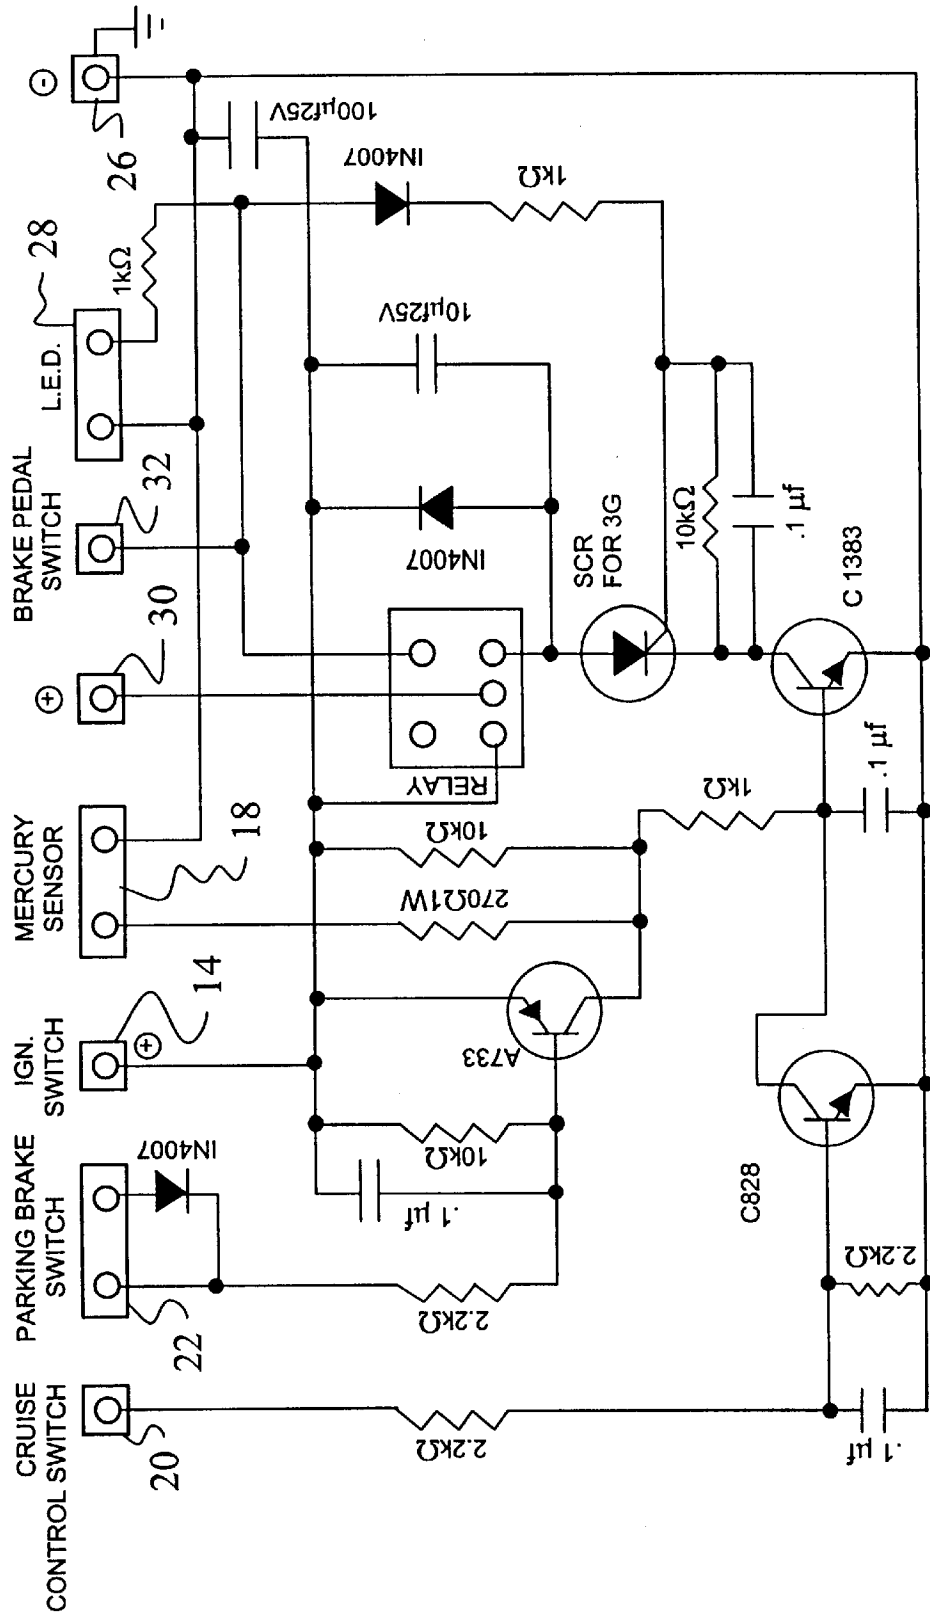 CRUISE
CONTROL SWITCH
20
PARKING BRAKE
SWITCH
22
IN4007
IGN.
SWITCH
+
14
MERCURY
SENSOR
18
+
30
BRAKE PEDAL
SWITCH
32
L.E.D.
28
1kΩ
-
26
100µf25V
2.2kΩ
2.2kΩ
.1 µf
10kΩ
A733
270Ω1W
10kΩ
RELAY
IN4007
10µf25V
IN4007
1kΩ
SCR
FOR 3G
10kΩ
.1 µf
1kΩ
C 1383
.1 µf
C828
2.2kΩ
.1 µf